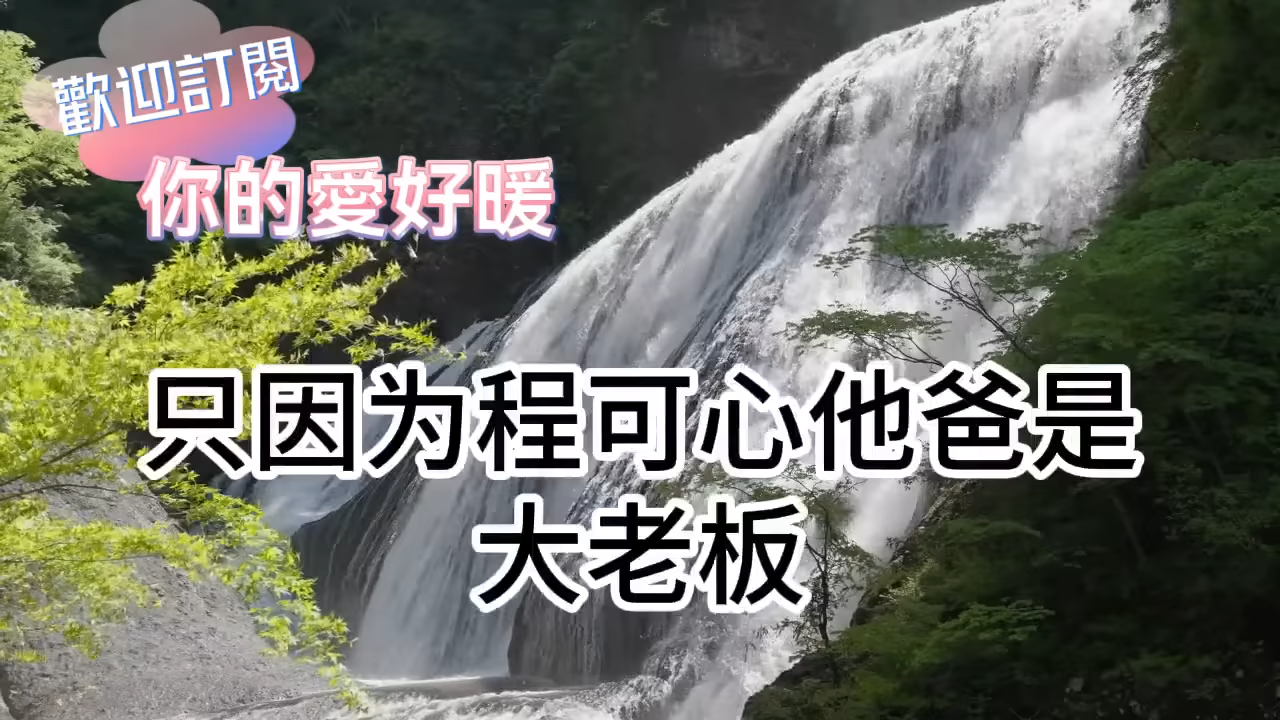 歡迎訂閱
你的愛好暖
只因为程可心他爸是
大老板